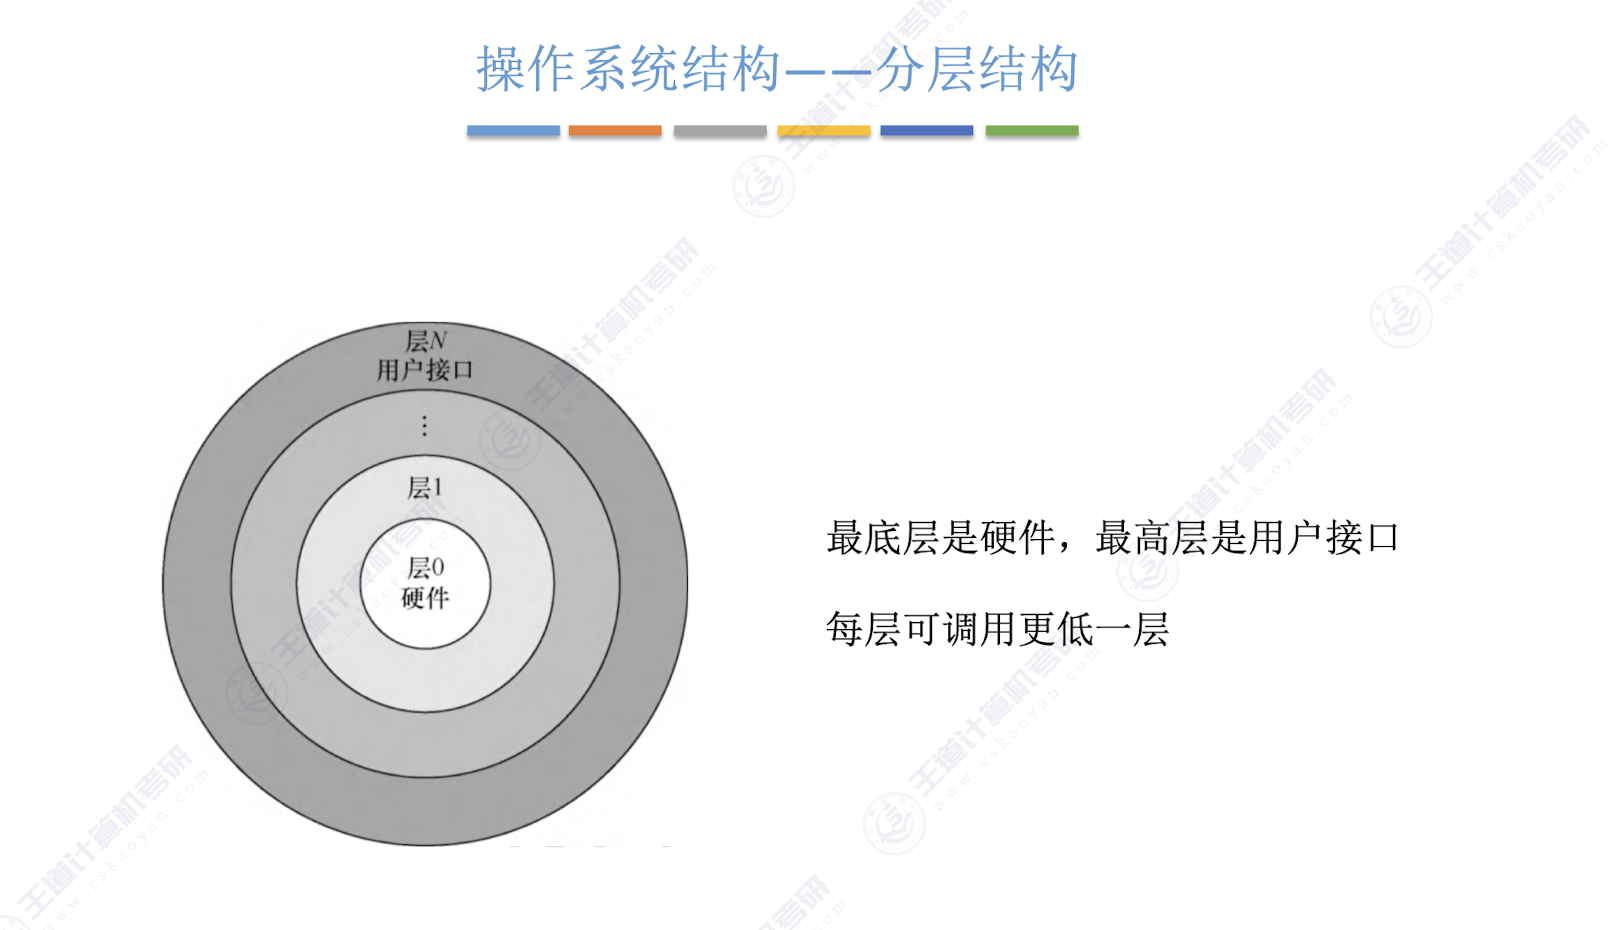 操作系统结构——分层结构
层N
用户接口
⋮
层1
层0
硬件
最底层是硬件，最高层是用户接口
每层可调用更低一层
王道计算机考研
www.cskaoyan.com